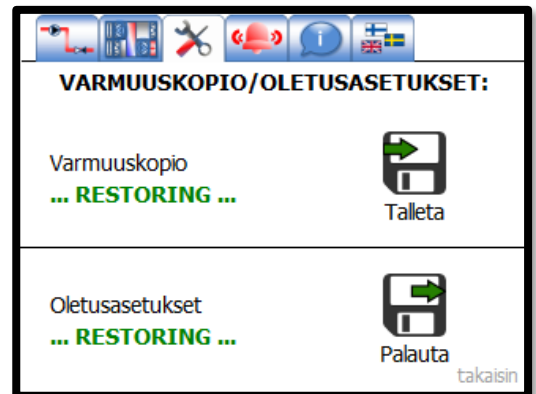 VARMUUSKOPIO/OLETUSASETUKSET:
Varmuuskopio
... RESTORING ...
Talleta
Oletusasetukset
... RESTORING ...
Palauta
takaisin